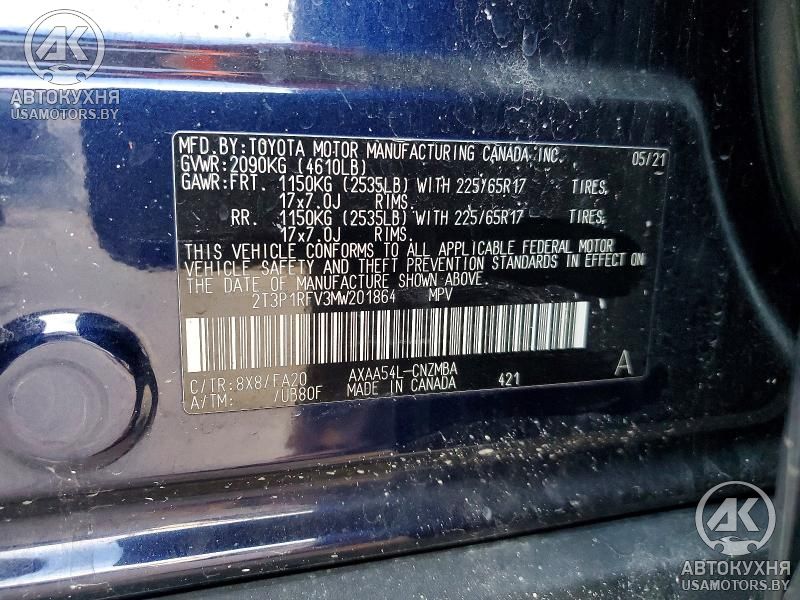 АК
АВТОКУХНЯ
USAMOTORS.BY
MFD.BY:TOYOTA MOTOR MANUFACTURING CANADA INC. 05/21
GVWR:2090KG (4610LB)
GAWR:FRT. 1150KG (2535LB) WITH 225/65R17 TIRES,
17x7.0J RIMS,
RR. 1150KG (2535LB) WITH 225/65R17 TIRES,
17x7.0J RIMS,
THIS VEHICLE CONFORMS TO ALL APPLICABLE FEDERAL MOTOR
VEHICLE SAFETY AND THEFT PREVENTION STANDARDS IN EFFECT ON
THE DATE OF MANUFACTURE SHOWN ABOVE.
2T3P1RFV3MW201864 MPV
C/TR:8X8/FA20 AXAA54L-CNZMBA A
A/TM: /UB80F MADE IN CANADA 421
АК
АВТОКУХНЯ
USAMOTORS.BY